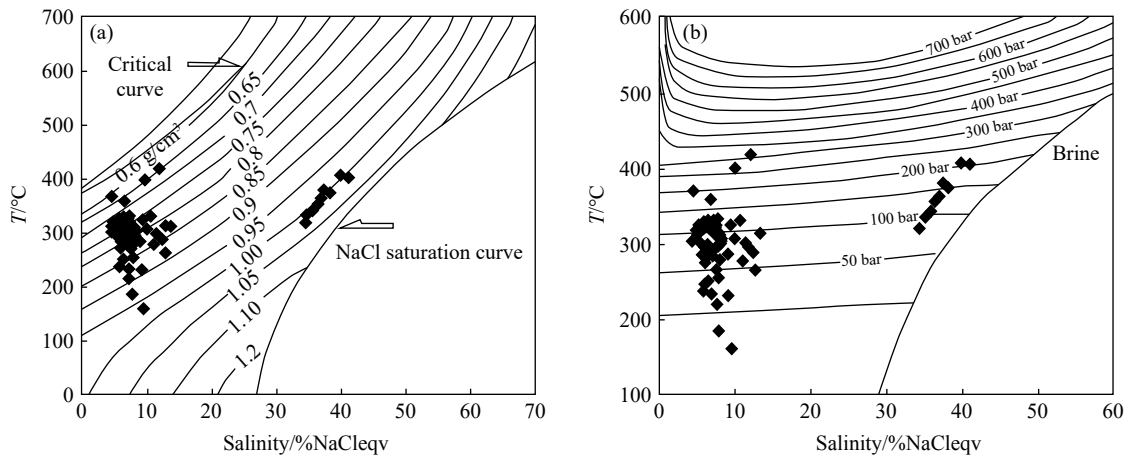 (a)
Critical
curve
0.6 g/cm³
0.65
0.7
0.75
0.8
0.85
0.9
0.95
1.00
1.05
1.10
1.2
NaCl saturation curve
T/°C
700
600
500
400
300
200
100
0
0 10 20 30 40 50 60 70
Salinity/%NaCleqv
(b)
700 bar
600 bar
500 bar
400 bar
300 bar
200 bar
100 bar
50 bar
Brine
T/°C
600
500
400
300
200
100
0 10 20 30 40 50 60
Salinity/%NaCleqv